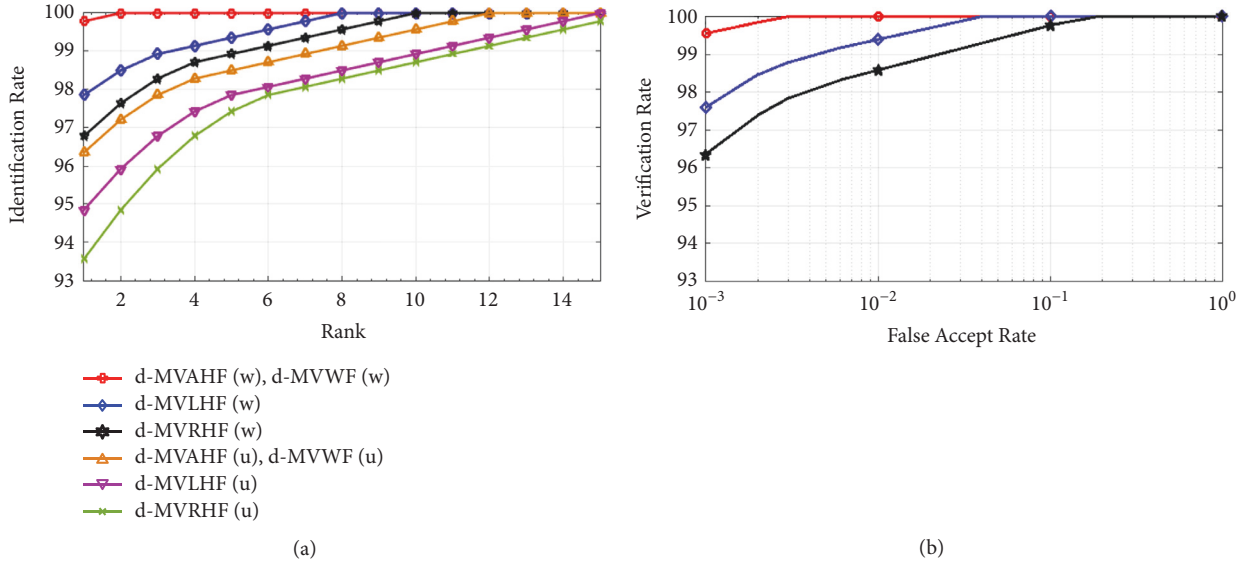 100
99
98
97
96
95
94
93
Identification Rate
2
4
6
8
10
12
14
Rank
d-MVAHF (w), d-MVWF (w)
d-MVLHF (w)
d-MVRHF (w)
d-MVAHF (u), d-MVWF (u)
d-MVLHF (u)
d-MVRHF (u)
(a)
100
99
98
97
96
95
94
93
Verification Rate
10⁻³
10⁻²
10⁻¹
10⁰
False Accept Rate
(b)